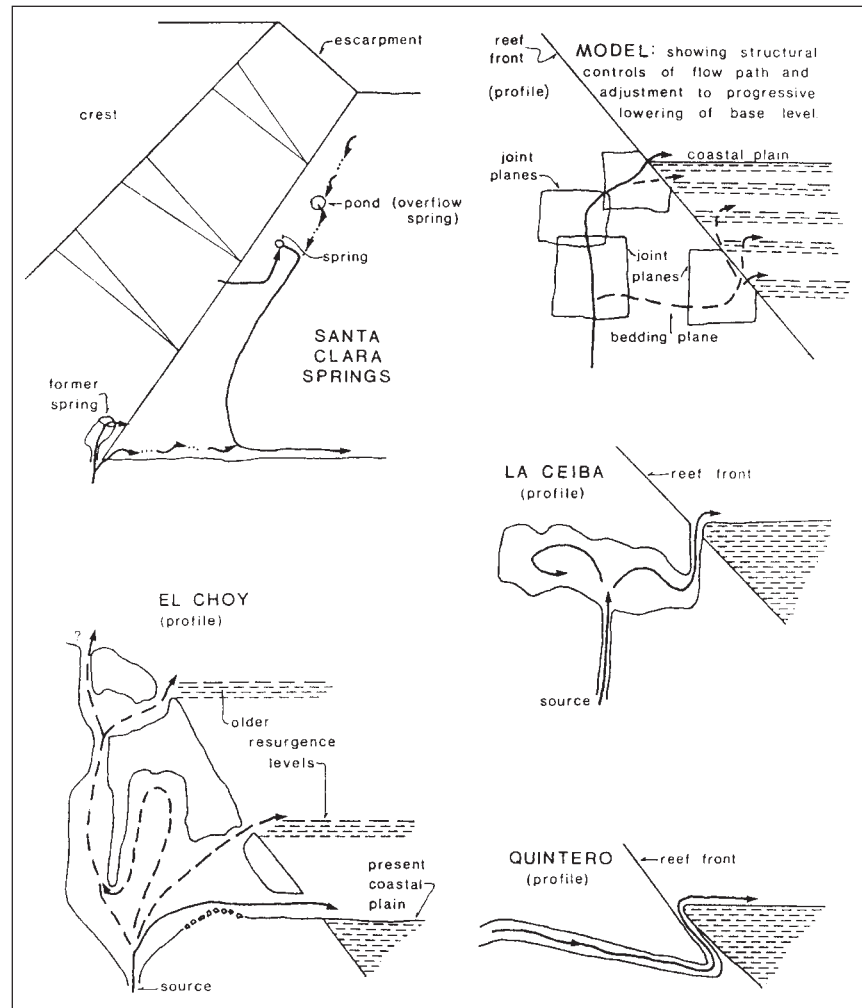 escarpment
crest
pond (overflow
spring)
spring
SANTA
CLARA
SPRINGS
former
spring
reef
front
(profile)
MODEL: showing structural
controls of flow path and
adjustment to progressive
lowering of base level
joint
planes
coastal plain
joint
planes
bedding plane
LA CEIBA
(profile)
reef front
source
EL CHOY
(profile)
?
older
resurgence
levels
present
coastal
plain
source
QUINTERO
(profile)
reef front